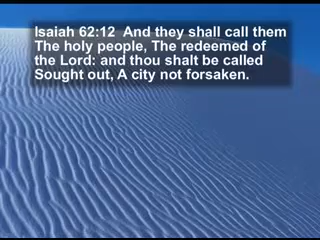 Isaiah 62:12  And they shall call them
The holy people, The redeemed of
the Lord: and thou shalt be called
Sought out, A city not forsaken.